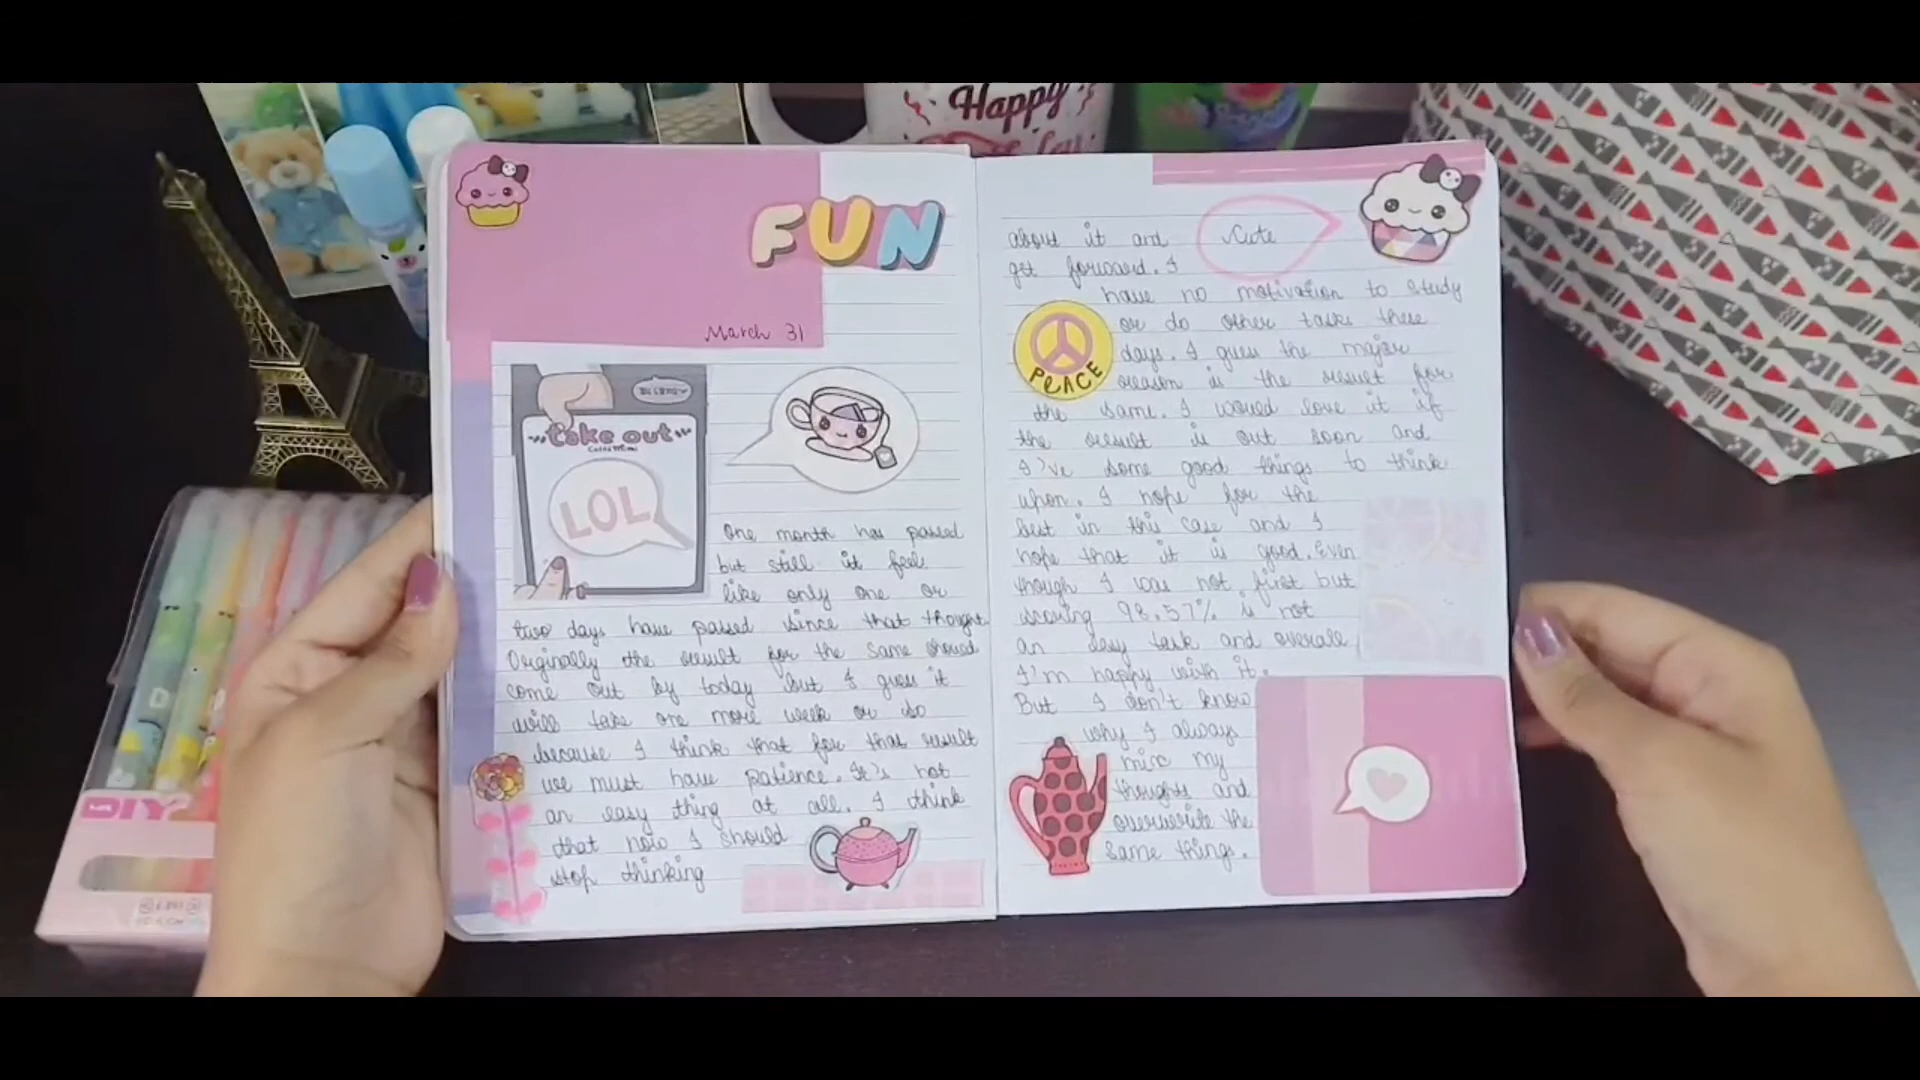 Happy
FUN
March 31
take out
LOL
One month has passed
but still it feel
like only one or
two days have passed since that thought
Originally the result for the same should
come out by today but I guess it
will take one more week or so
because I think that for that result
we must have patience. It's not
an easy thing at all. I think
that now I should
stop thinking
about it and
Cute
get forward. I
have no motivation to study
or do other tasks these
days. I guess the major
PEACE
reason is the result for
the same. I would love it if
the result is out soon and
I've some good things to think
upon. I hope for the
best in this case and I
hope that it is good. Even
though I was not first but
scoring 98.57% is not
an easy task and overall
I'm happy with it.
But I don't know
why I always
mix my
thoughts and
overwrite the
same things.
DIY